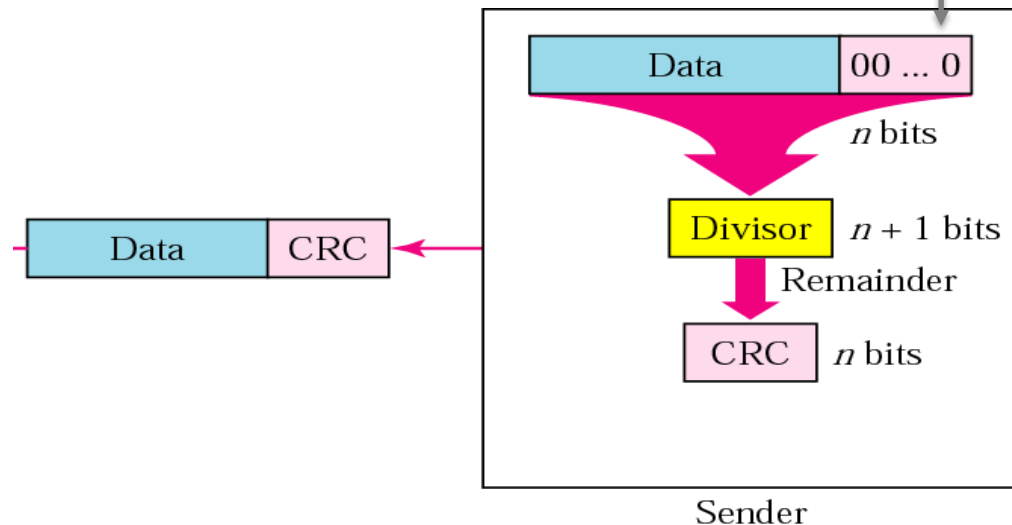 Data 00 ... 0
n bits
Divisor n + 1 bits
Data CRC
Remainder
CRC n bits
Sender